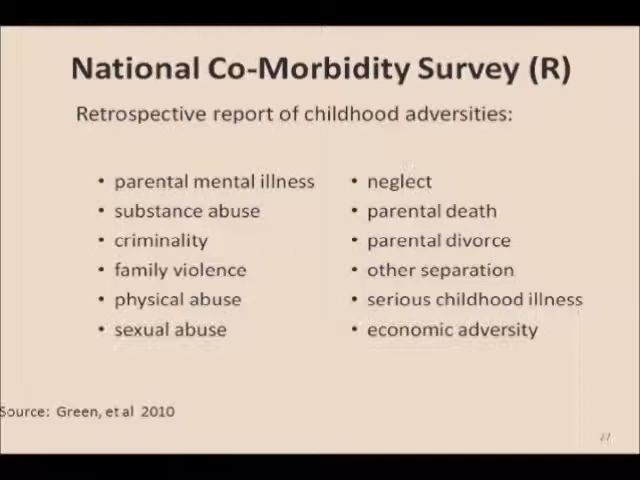 National Co-Morbidity Survey (R)
Retrospective report of childhood adversities:
• parental mental illness
• substance abuse
• criminality
• family violence
• physical abuse
• sexual abuse
• neglect
• parental death
• parental divorce
• other separation
• serious childhood illness
• economic adversity
Source: Green, et al 2010
27